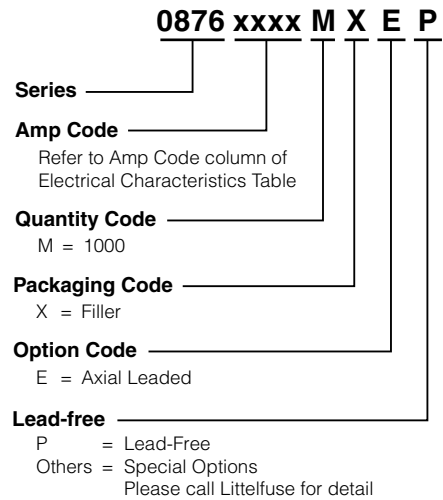 0876 xxxx M X E P
Series
Amp Code
Refer to Amp Code column of
Electrical Characteristics Table
Quantity Code
M = 1000
Packaging Code
X = Filler
Option Code
E = Axial Leaded
Lead-free
P = Lead-Free
Others = Special Options
Please call Littelfuse for detail